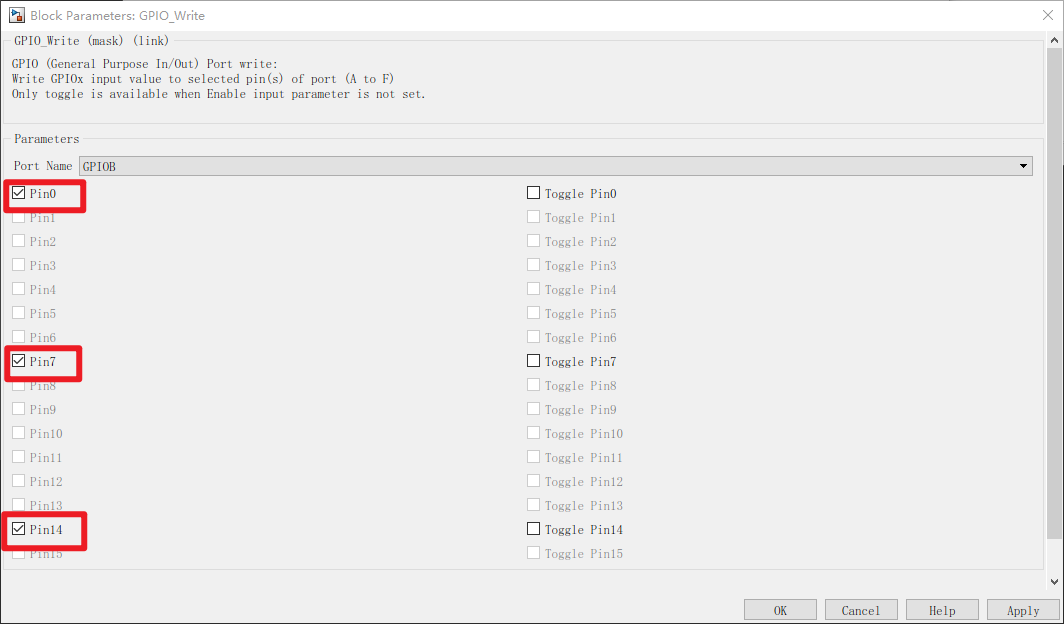 Block Parameters: GPIO_Write
GPIO_Write (mask) (link)
GPIO (General Purpose In/Out) Port write:
Write GPIOx input value to selected pin(s) of port (A to F)
Only toggle is available when Enable input parameter is not set.
Parameters
Port Name GPIOB
Pin0 Toggle Pin0
Pin1 Toggle Pin1
Pin2 Toggle Pin2
Pin3 Toggle Pin3
Pin4 Toggle Pin4
Pin5 Toggle Pin5
Pin6 Toggle Pin6
Pin7 Toggle Pin7
Pin8 Toggle Pin8
Pin9 Toggle Pin9
Pin10 Toggle Pin10
Pin11 Toggle Pin11
Pin12 Toggle Pin12
Pin13 Toggle Pin13
Pin14 Toggle Pin14
Pin15 Toggle Pin15
OK Cancel Help Apply